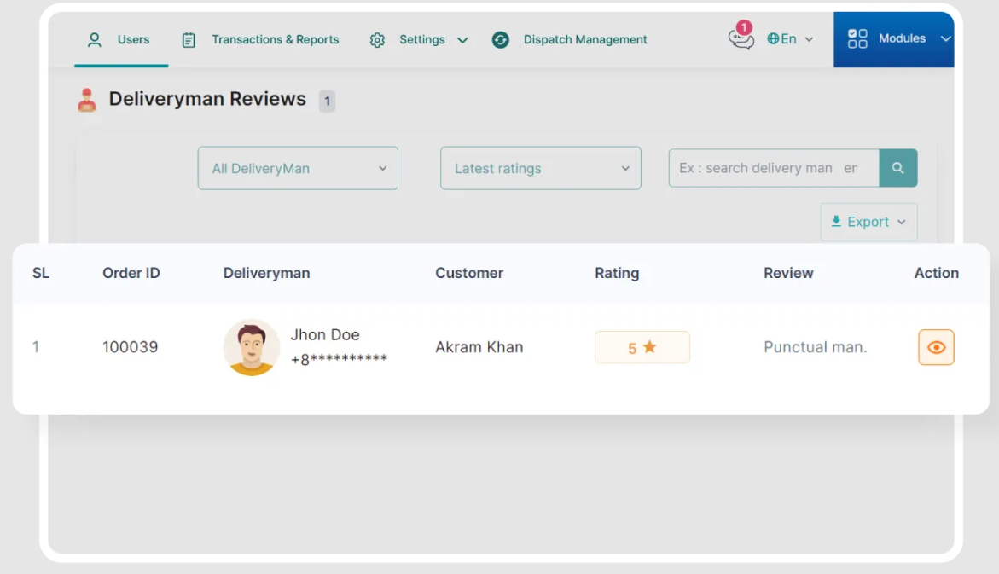 Users Transactions & Reports Settings Dispatch Management 1 En Modules
Deliveryman Reviews 1
All DeliveryMan Latest ratings Ex : search delivery man en
Export
SL Order ID Deliveryman Customer Rating Review Action
1 100039 Jhon Doe Akram Khan 5 Punctual man.
+8**********